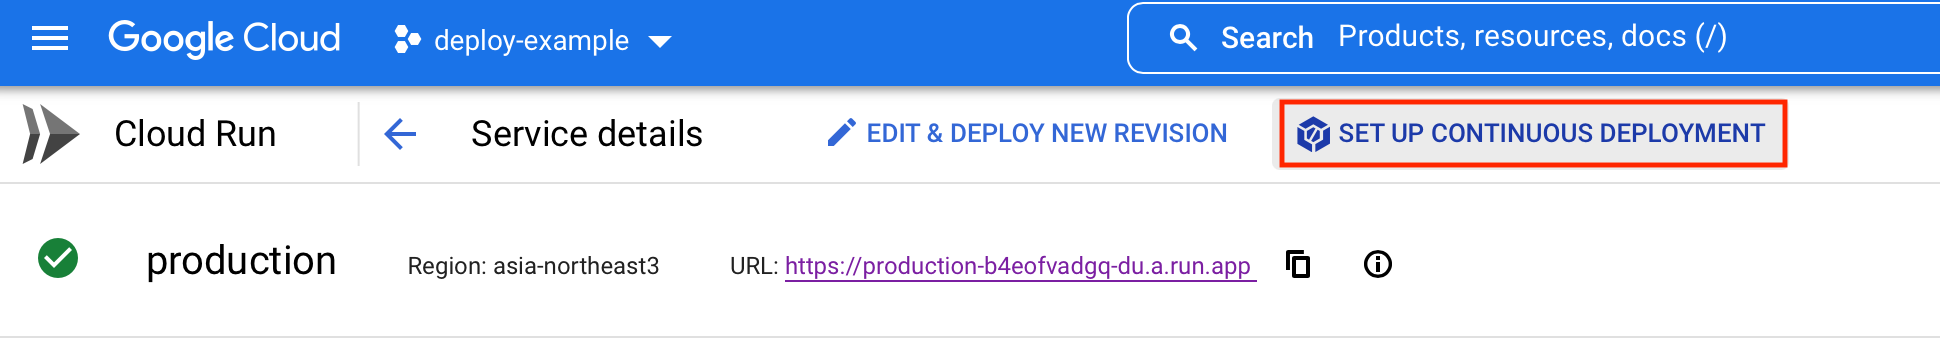 Google Cloud deploy-example Search Products, resources, docs (/)
Cloud Run Service details EDIT & DEPLOY NEW REVISION SET UP CONTINUOUS DEPLOYMENT
production Region: asia-northeast3 URL: https://production-b4eofvadgq-du.a.run.app